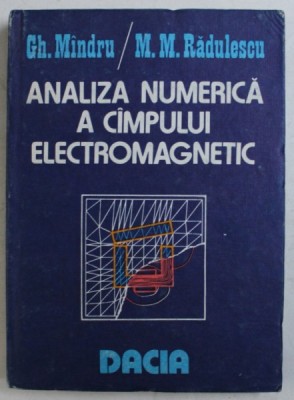 Gh. Mîndru / M. M. Rădulescu
ANALIZA NUMERICĂ
A CÎMPULUI
ELECTROMAGNETIC
DACIA